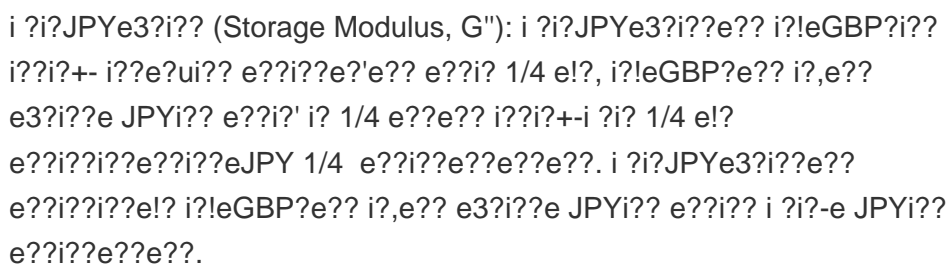 i ?i?JPYe3?i?? (Storage Modulus, G"): i ?i?JPYe3?i??e?? i?!eGBP?i??
i??i?+- i??e?ui?? e??i??e?'e?? e??i? 1/4 e!?, i?!eGBP?e?? i?,e??
e3?i??e JPYi?? e??i?' i? 1/4 e??e?? i??i?+-i ?i? 1/4 e!?
e??i??i??e??i??eJPY 1/4 e??i??e??e??e??. i ?i?JPYe3?i??e??
e??i??i??e!? i?!eGBP?e?? i?,e?? e3?i??e JPYi?? e??i?? i ?i?-e JPYi??
e??i??e??e??.